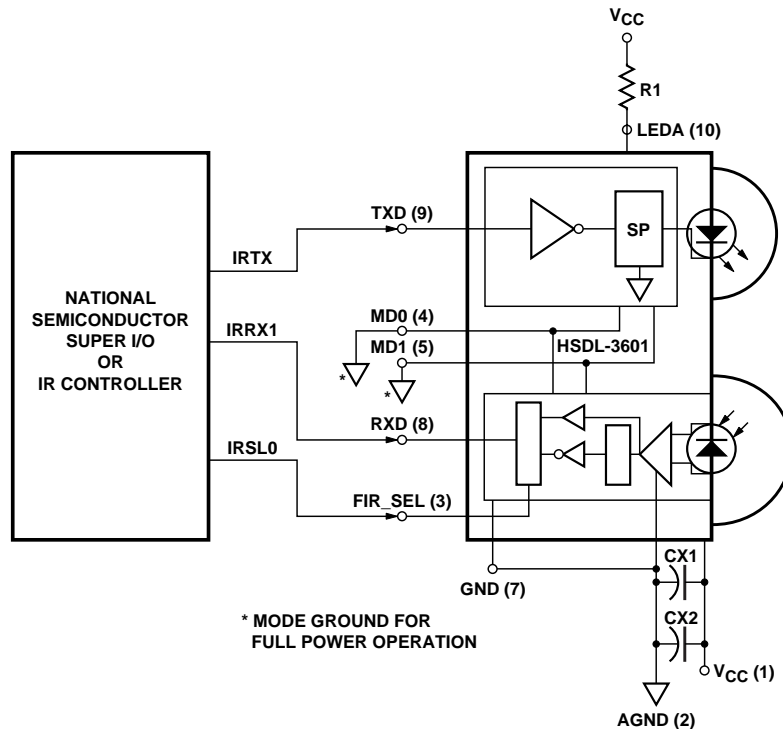 VCC
R1
LEDA (10)
TXD (9)
SP
IRTX
NATIONAL
SEMICONDUCTOR
SUPER I/O
OR
IR CONTROLLER
MD0 (4)
HSDL-3601
IRRX1
MD1 (5)
*
*
RXD (8)
IRSL0
FIR_SEL (3)
CX1
GND (7)
* MODE GROUND FOR
FULL POWER OPERATION
CX2
VCC (1)
AGND (2)